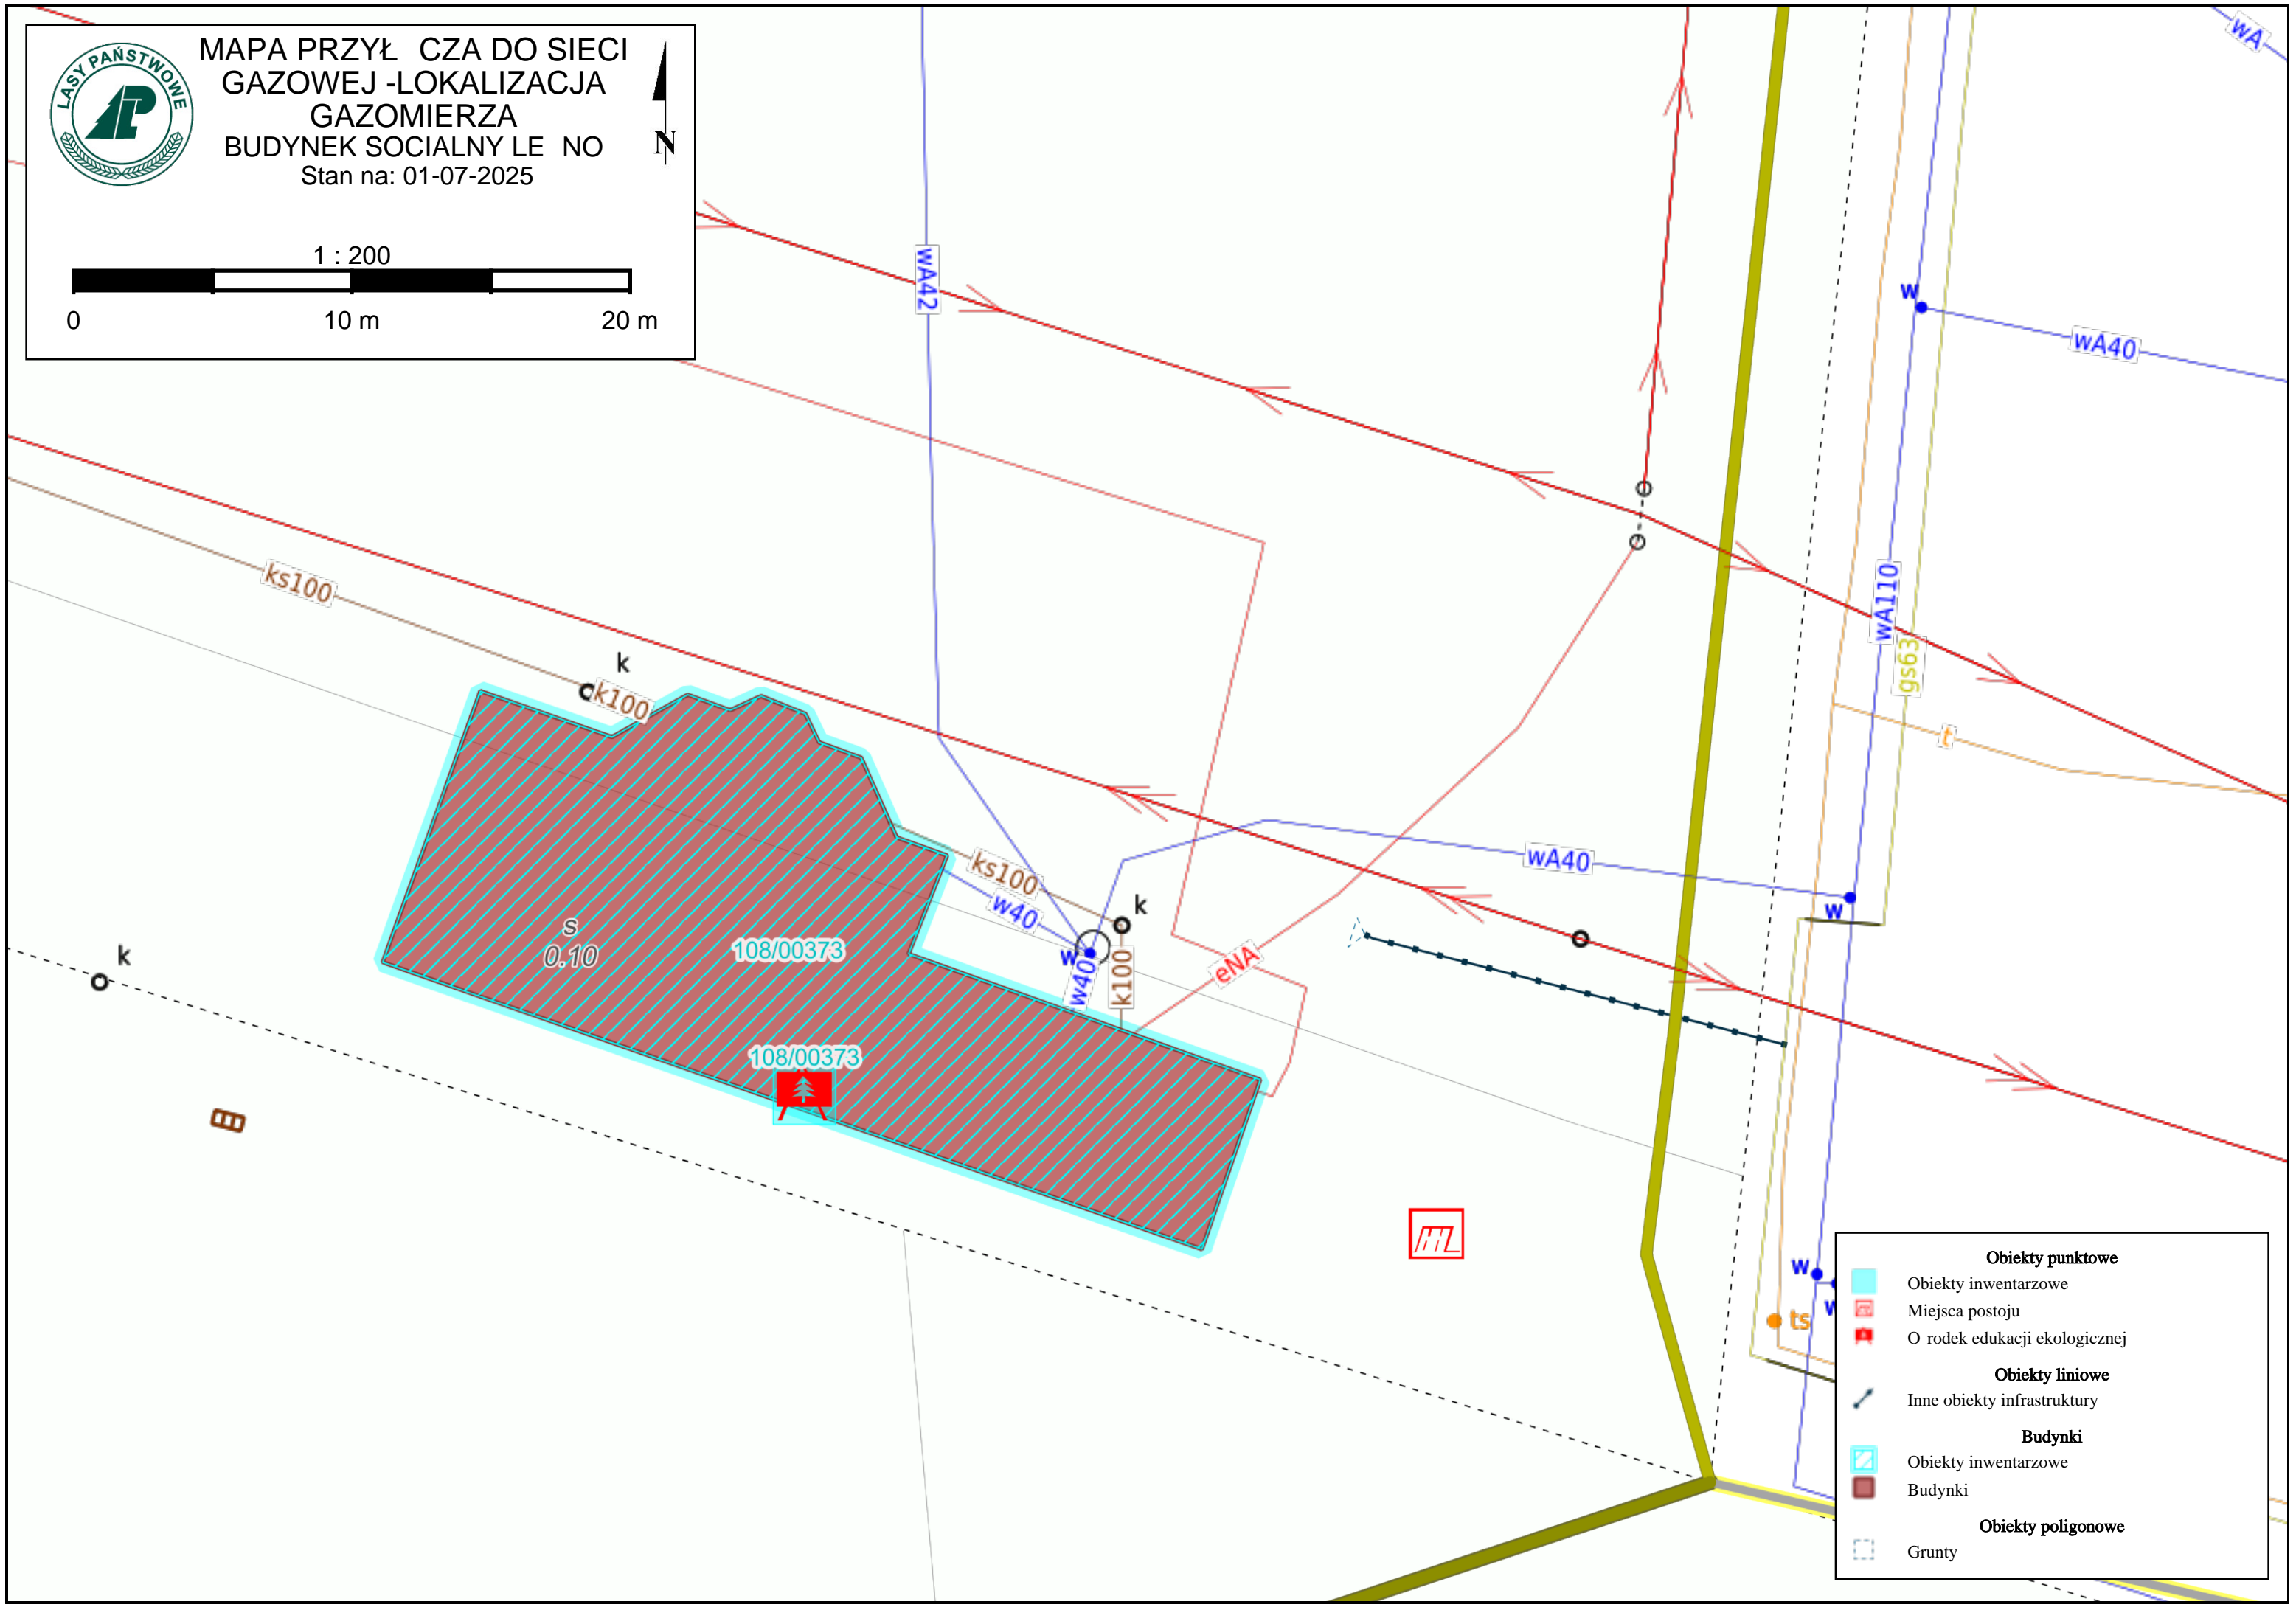 LASY PAŃSTWOWE
MAPA PRZYŁ CZA DO SIECI
GAZOWEJ -LOKALIZACJA
GAZOMIERZA
BUDYNEK SOCIALNY LE NO
Stan na: 01-07-2025
N
1 : 200
0 10 m 20 m
wA
wA42
w
wA40
ks100
k
k100
wA110
gs63
t
ks100
w40
k
wA40
w
w
w40
k100
eNA
s
0.10
108/00373
k
108/00373
w
w
ts
Obiekty punktowe
Obiekty inwentarzowe
Miejsca postoju
O rodek edukacji ekologicznej
Obiekty liniowe
Inne obiekty infrastruktury
Budynki
Obiekty inwentarzowe
Budynki
Obiekty poligonowe
Grunty